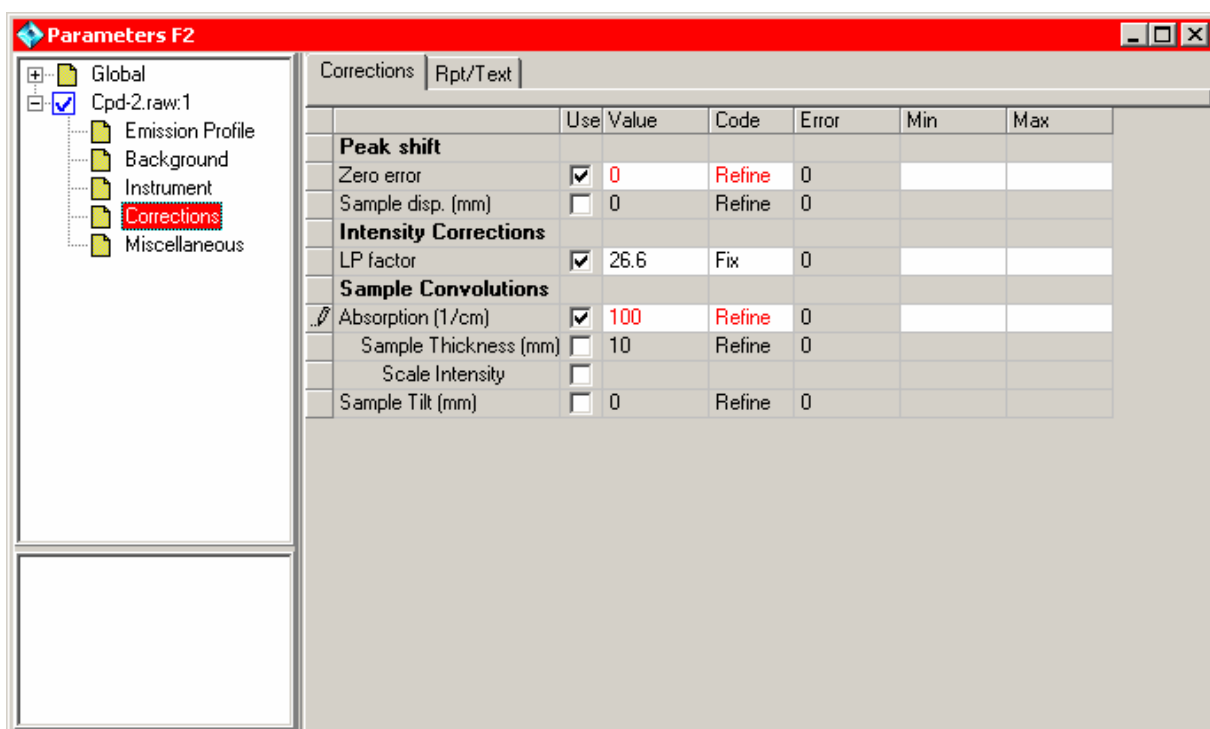 Parameters F2
Global
Cpd-2.raw:1
Emission Profile
Background
Instrument
Corrections
Miscellaneous
Corrections Rpt/Text
Use Value Code Error Min Max
Peak shift
Zero error 0 Refine 0
Sample disp. (mm) 0 Refine 0
Intensity Corrections
LP factor 26.6 Fix 0
Sample Convolutions
Absorption (1/cm) 100 Refine 0
Sample Thickness (mm) 10 Refine 0
Scale Intensity
Sample Tilt (mm) 0 Refine 0